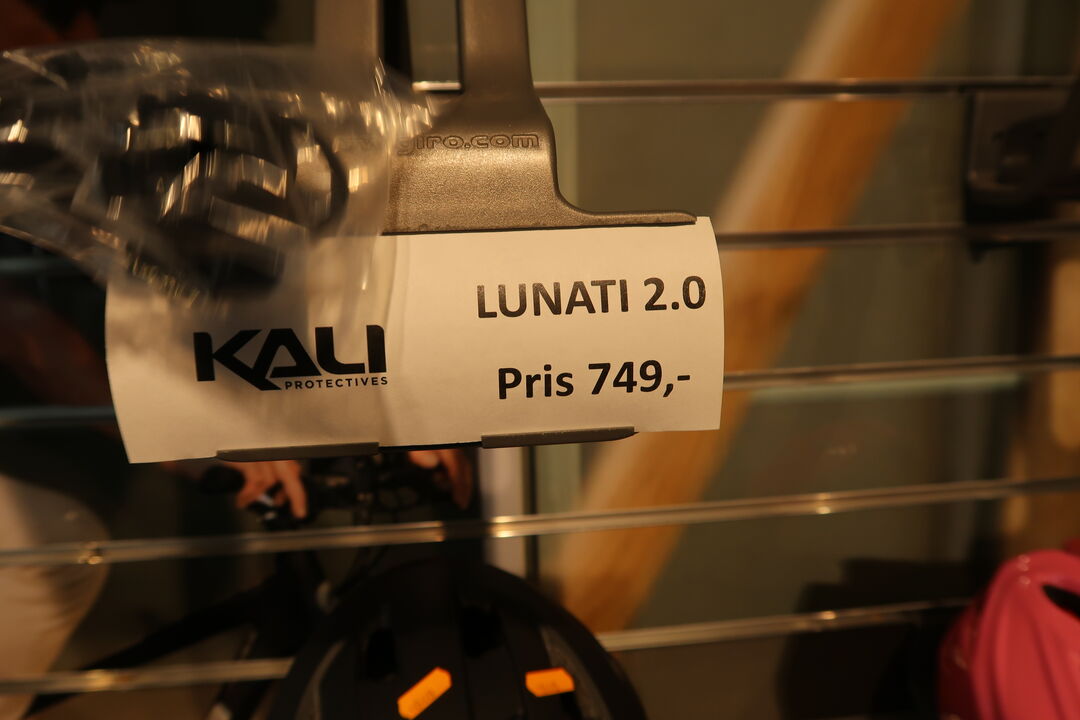 giro.com
LUNATI 2.0
KALI
PROTECTIVES
Pris 749,-